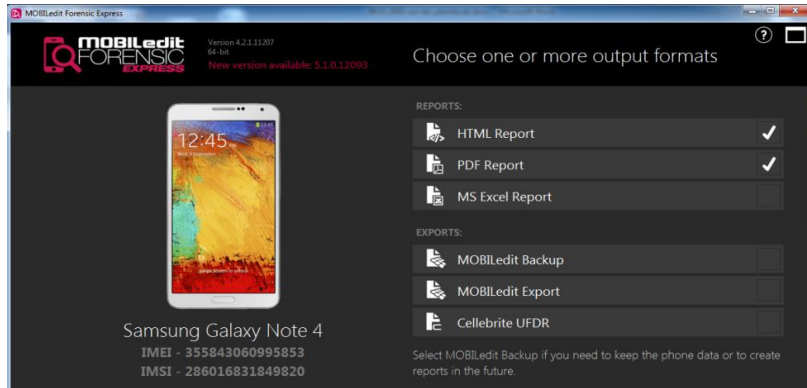 MOBILedit Forensic Express
MOBILedit
FORENSIC
EXPRESS
Version 4.2.1.11207
64-bit
New version available: 5.1.0.12093
Choose one or more output formats
?
12:45
Samsung Galaxy Note 4
IMEI - 355843060995853
IMSI - 286016831849820
REPORTS:
HTML Report
PDF Report
MS Excel Report
EXPORTS:
MOBILedit Backup
MOBILedit Export
Cellebrite UFDR
Select MOBILedit Backup if you need to keep the phone data or to create
reports in the future.